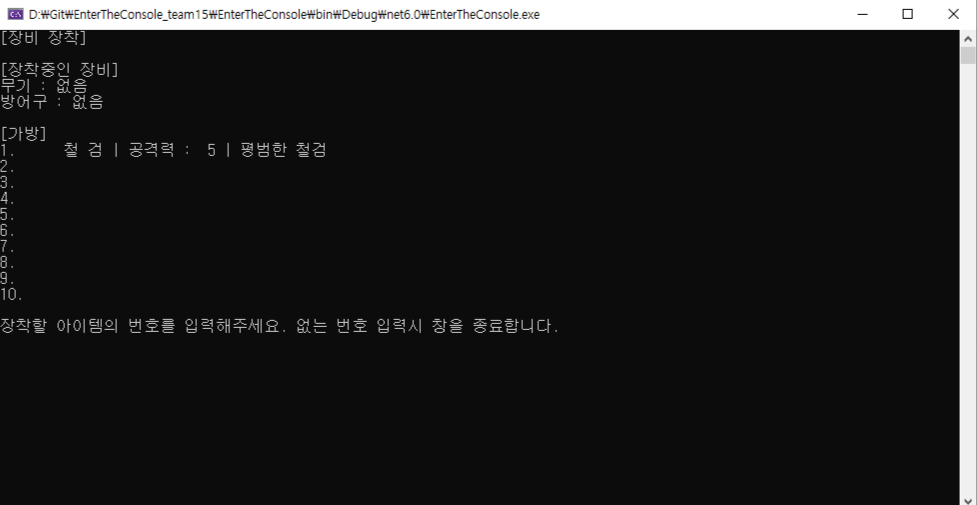 D:₩Git₩EnterTheConsole_team15₩EnterTheConsole₩bin₩Debug₩net6.0₩EnterTheConsole.exe
[장비 장착]
[장착중인 장비]
무기 : 없음
방어구 : 없음
[가방]
1. 철 검 | 공격력 : 5 | 평범한 철검
2.
3.
4.
5.
6.
7.
8.
9.
10.
장착할 아이템의 번호를 입력해주세요. 없는 번호 입력시 창을 종료합니다.